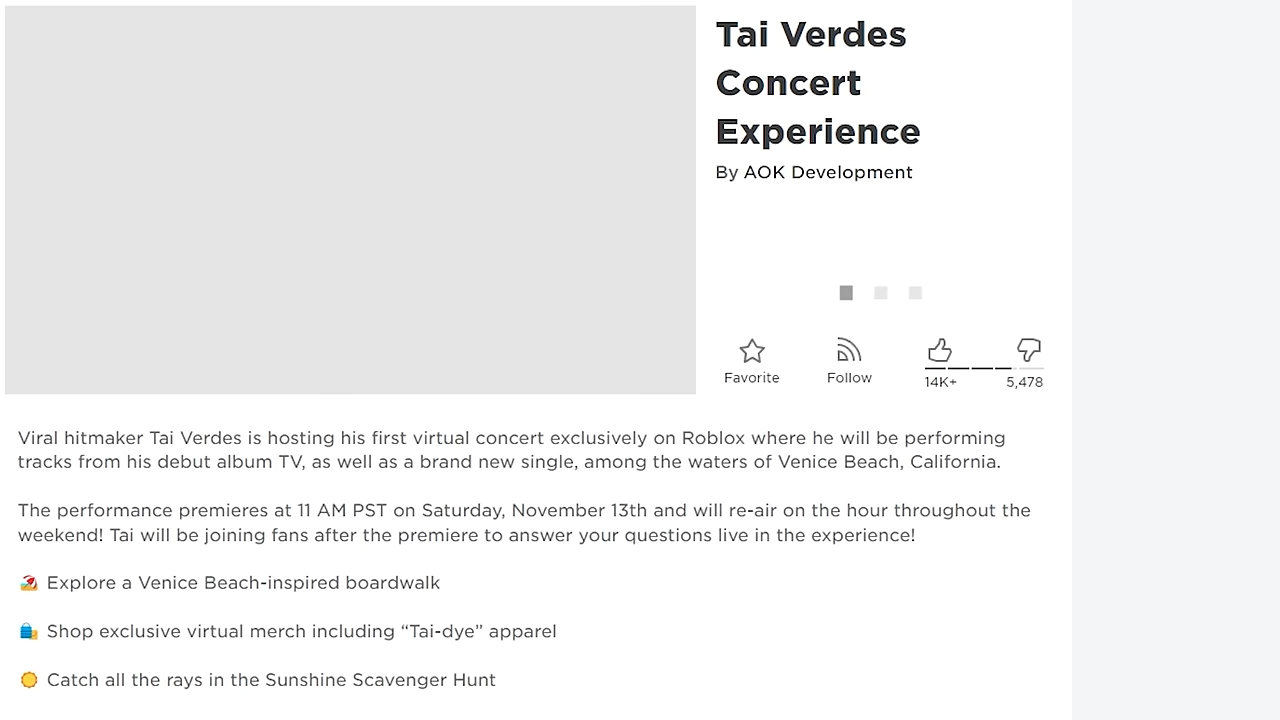 Tai Verdes
Concert
Experience
By AOK Development
Favorite
Follow
14K+
5,478
Viral hitmaker Tai Verdes is hosting his first virtual concert exclusively on Roblox where he will be performing
tracks from his debut album TV, as well as a brand new single, among the waters of Venice Beach, California.
The performance premieres at 11 AM PST on Saturday, November 13th and will re-air on the hour throughout the
weekend! Tai will be joining fans after the premiere to answer your questions live in the experience!
🏖️ Explore a Venice Beach-inspired boardwalk
🛍️ Shop exclusive virtual merch including “Tai-dye” apparel
☀️ Catch all the rays in the Sunshine Scavenger Hunt